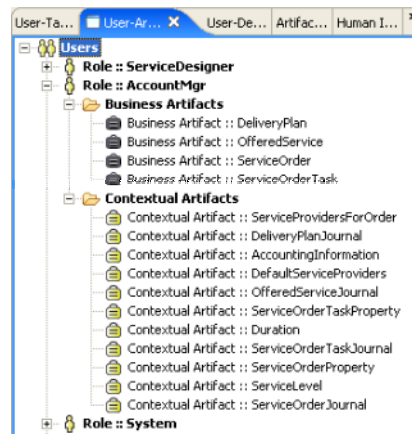 User-Ta... User-Ar... User-De... Artifac... Human I...
Users
Role :: ServiceDesigner
Role :: AccountMgr
Business Artifacts
Business Artifact :: DeliveryPlan
Business Artifact :: OfferedService
Business Artifact :: ServiceOrder
Business Artifact :: ServiceOrderTask
Contextual Artifacts
Contextual Artifact :: ServiceProvidersForOrder
Contextual Artifact :: DeliveryPlanJournal
Contextual Artifact :: AccountingInformation
Contextual Artifact :: DefaultServiceProviders
Contextual Artifact :: OfferedServiceJournal
Contextual Artifact :: ServiceOrderTaskProperty
Contextual Artifact :: Duration
Contextual Artifact :: ServiceOrderTaskJournal
Contextual Artifact :: ServiceOrderProperty
Contextual Artifact :: ServiceLevel
Contextual Artifact :: ServiceOrderJournal
Role :: System